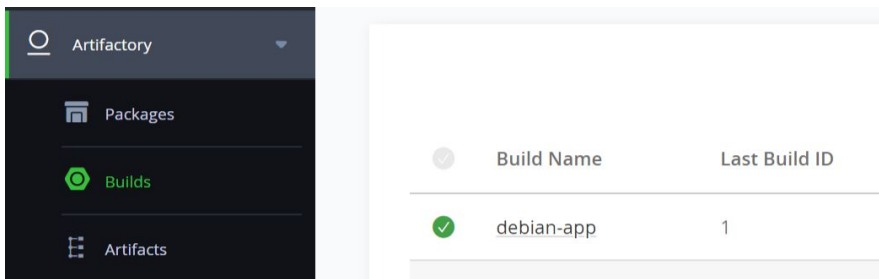 Artifactory
Packages
Builds
Artifacts
Build Name Last Build ID
debian-app 1